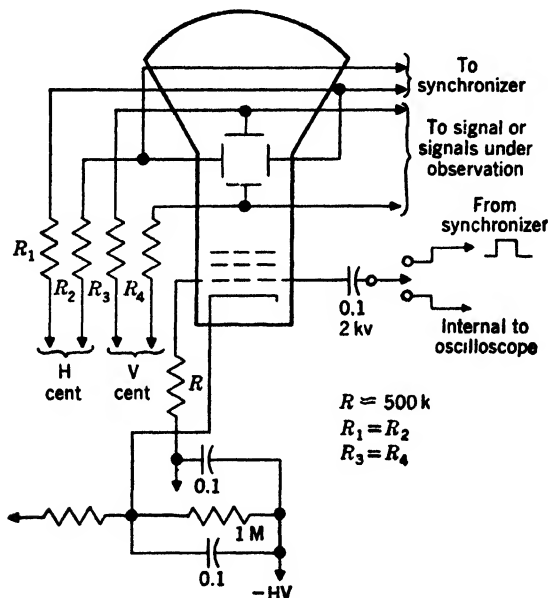 To
synchronizer
To signal or
signals under
observation
From
synchronizer
R₁
R₂
R₃
R₄
0.1
2 kv
Internal to
oscilloscope
H
cent
V
cent
R
R ≈ 500 k
R₁ = R₂
R₃ = R₄
0.1
1 M
0.1
−HV